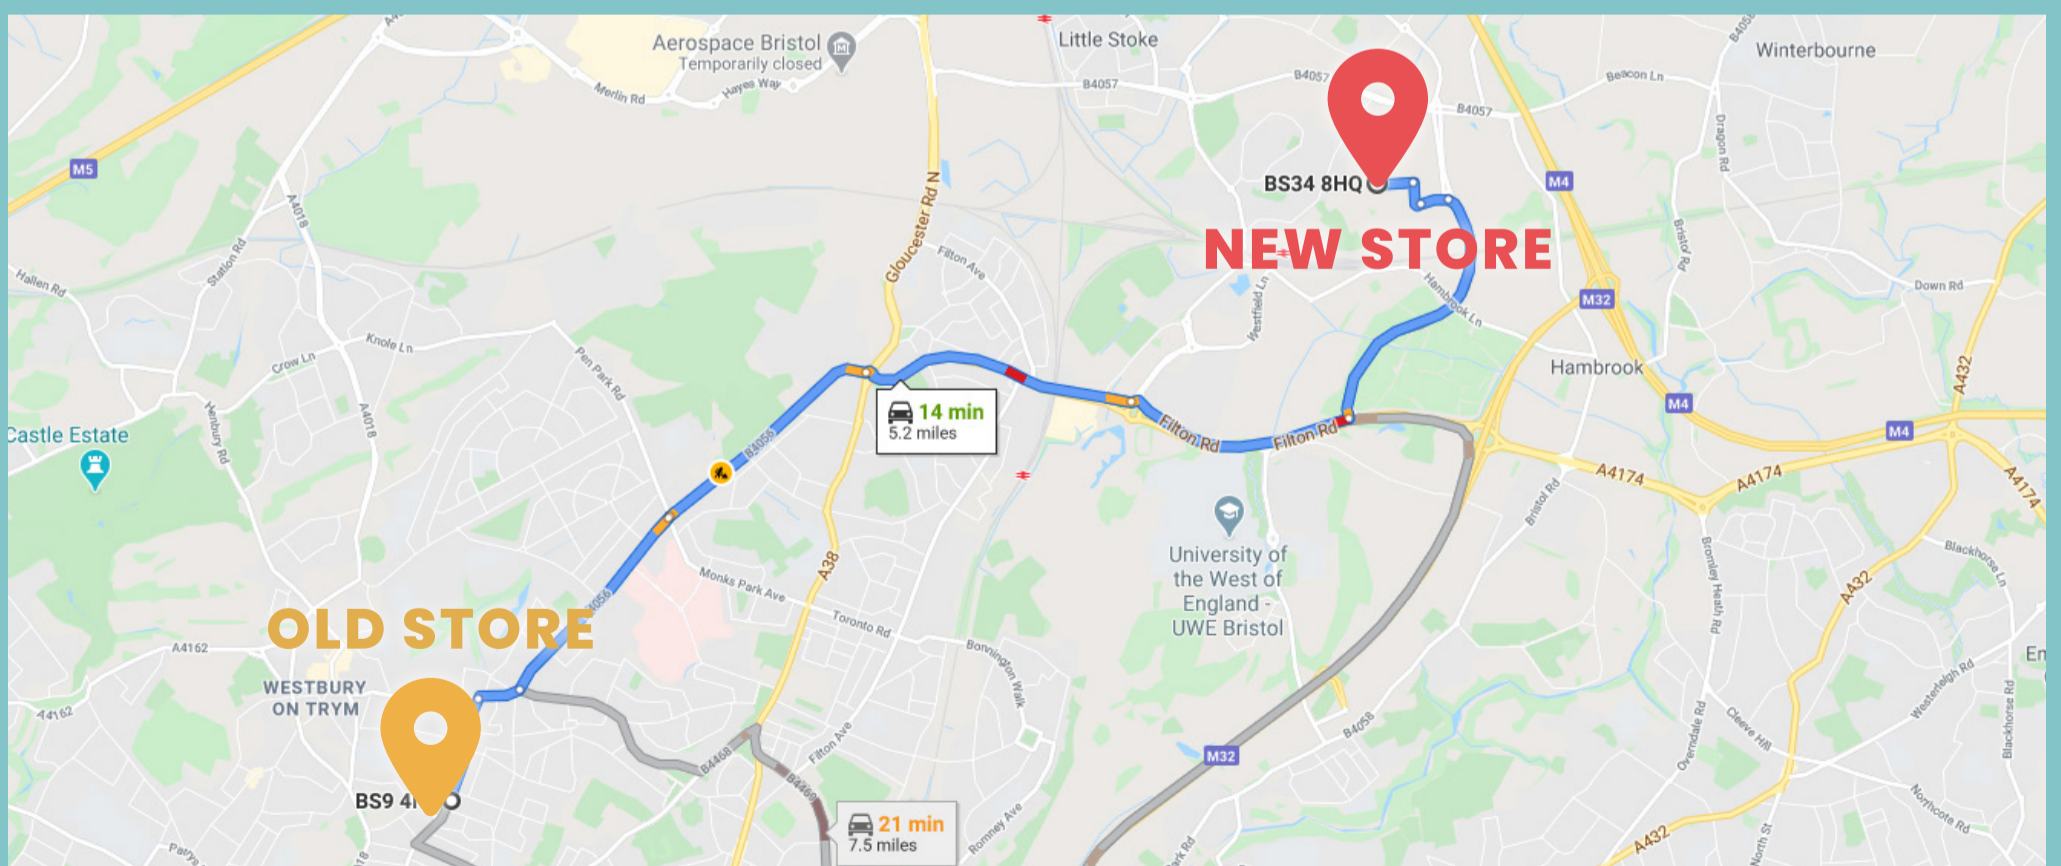 Aerospace Bristol
Temporarily closed
Little Stoke
Winterbourne
B4057
B4057
B4057
Beacon Ln
Merlin Rd
Hayes Way
Dragon Rd
M5
M4
BS34 8HQ
NEW STORE
A4018
Station Rd
Gloucester Rd N
Filton Ave
Bristol Rd
Hallen Rd
Westfield Ln
Hambrook Ln
M32
Down Rd
Knole Ln
Crow Ln
Pen Park Rd
Hambrook
A432
Henbury Rd
A4018
14 min
5.2 miles
M4
M4
Castle Estate
B4056
Filton Rd
Filton Rd
A4174
A4174
A4174
Bristol Rd
A38
University of
the West of
England -
UWE Bristol
Monks Park Ave
Toronto Rd
Bonnington Walk
Bromley Heath Rd
Blackhorse Ln
A432
OLD STORE
4056
A4162
WESTBURY
ON TRYM
A4162
Westerleigh Rd
Blackhorse Rd
Overndale Rd
Cleeve Hill
B4058
M32
Filton Ave
B4468
B4469
BS9 4
21 min
7.5 miles
Romney Ave
Park Rd
A432
North St
Northcote Rd